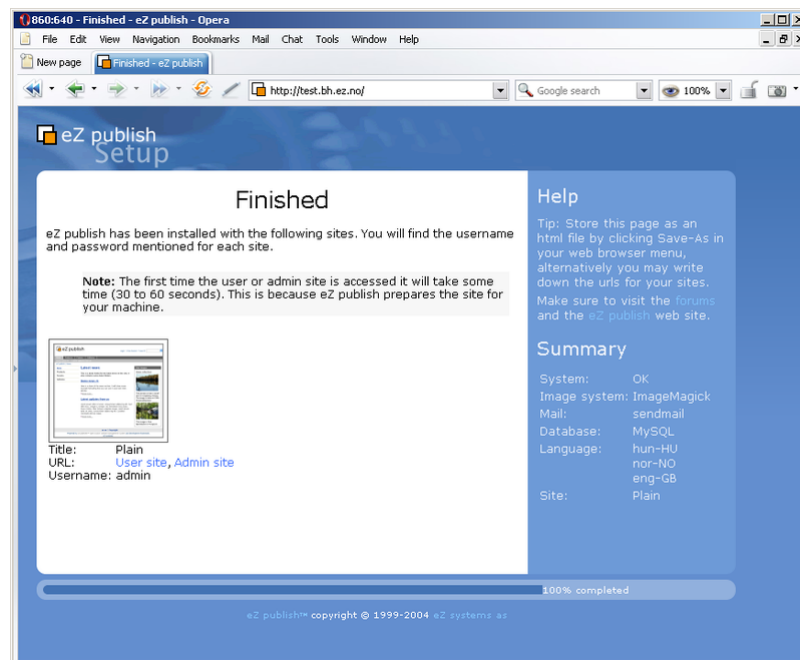 860:640 - Finished - eZ publish - Opera
File Edit View Navigation Bookmarks Mail Chat Tools Window Help
New page Finished - eZ publish
http://test.bh.ez.no/ Google search 100%
eZ publish
Setup
Finished
eZ publish has been installed with the following sites. You will find the username
and password mentioned for each site.
Note: The first time the user or admin site is accessed it will take some
time (30 to 60 seconds). This is because eZ publish prepares the site for
your machine.
eZ publish
Title: Plain
URL: User site, Admin site
Username: admin
Help
Tip: Store this page as an
html file by clicking Save-As in
your web browser menu,
alternatively you may write
down the urls for your sites.
Make sure to visit the forums
and the eZ publish web site.
Summary
System: OK
Image system: ImageMagick
Mail: sendmail
Database: MySQL
Language: hun-HU
nor-NO
eng-GB
Site: Plain
100% completed
eZ publish™ copyright © 1999-2004 eZ systems as